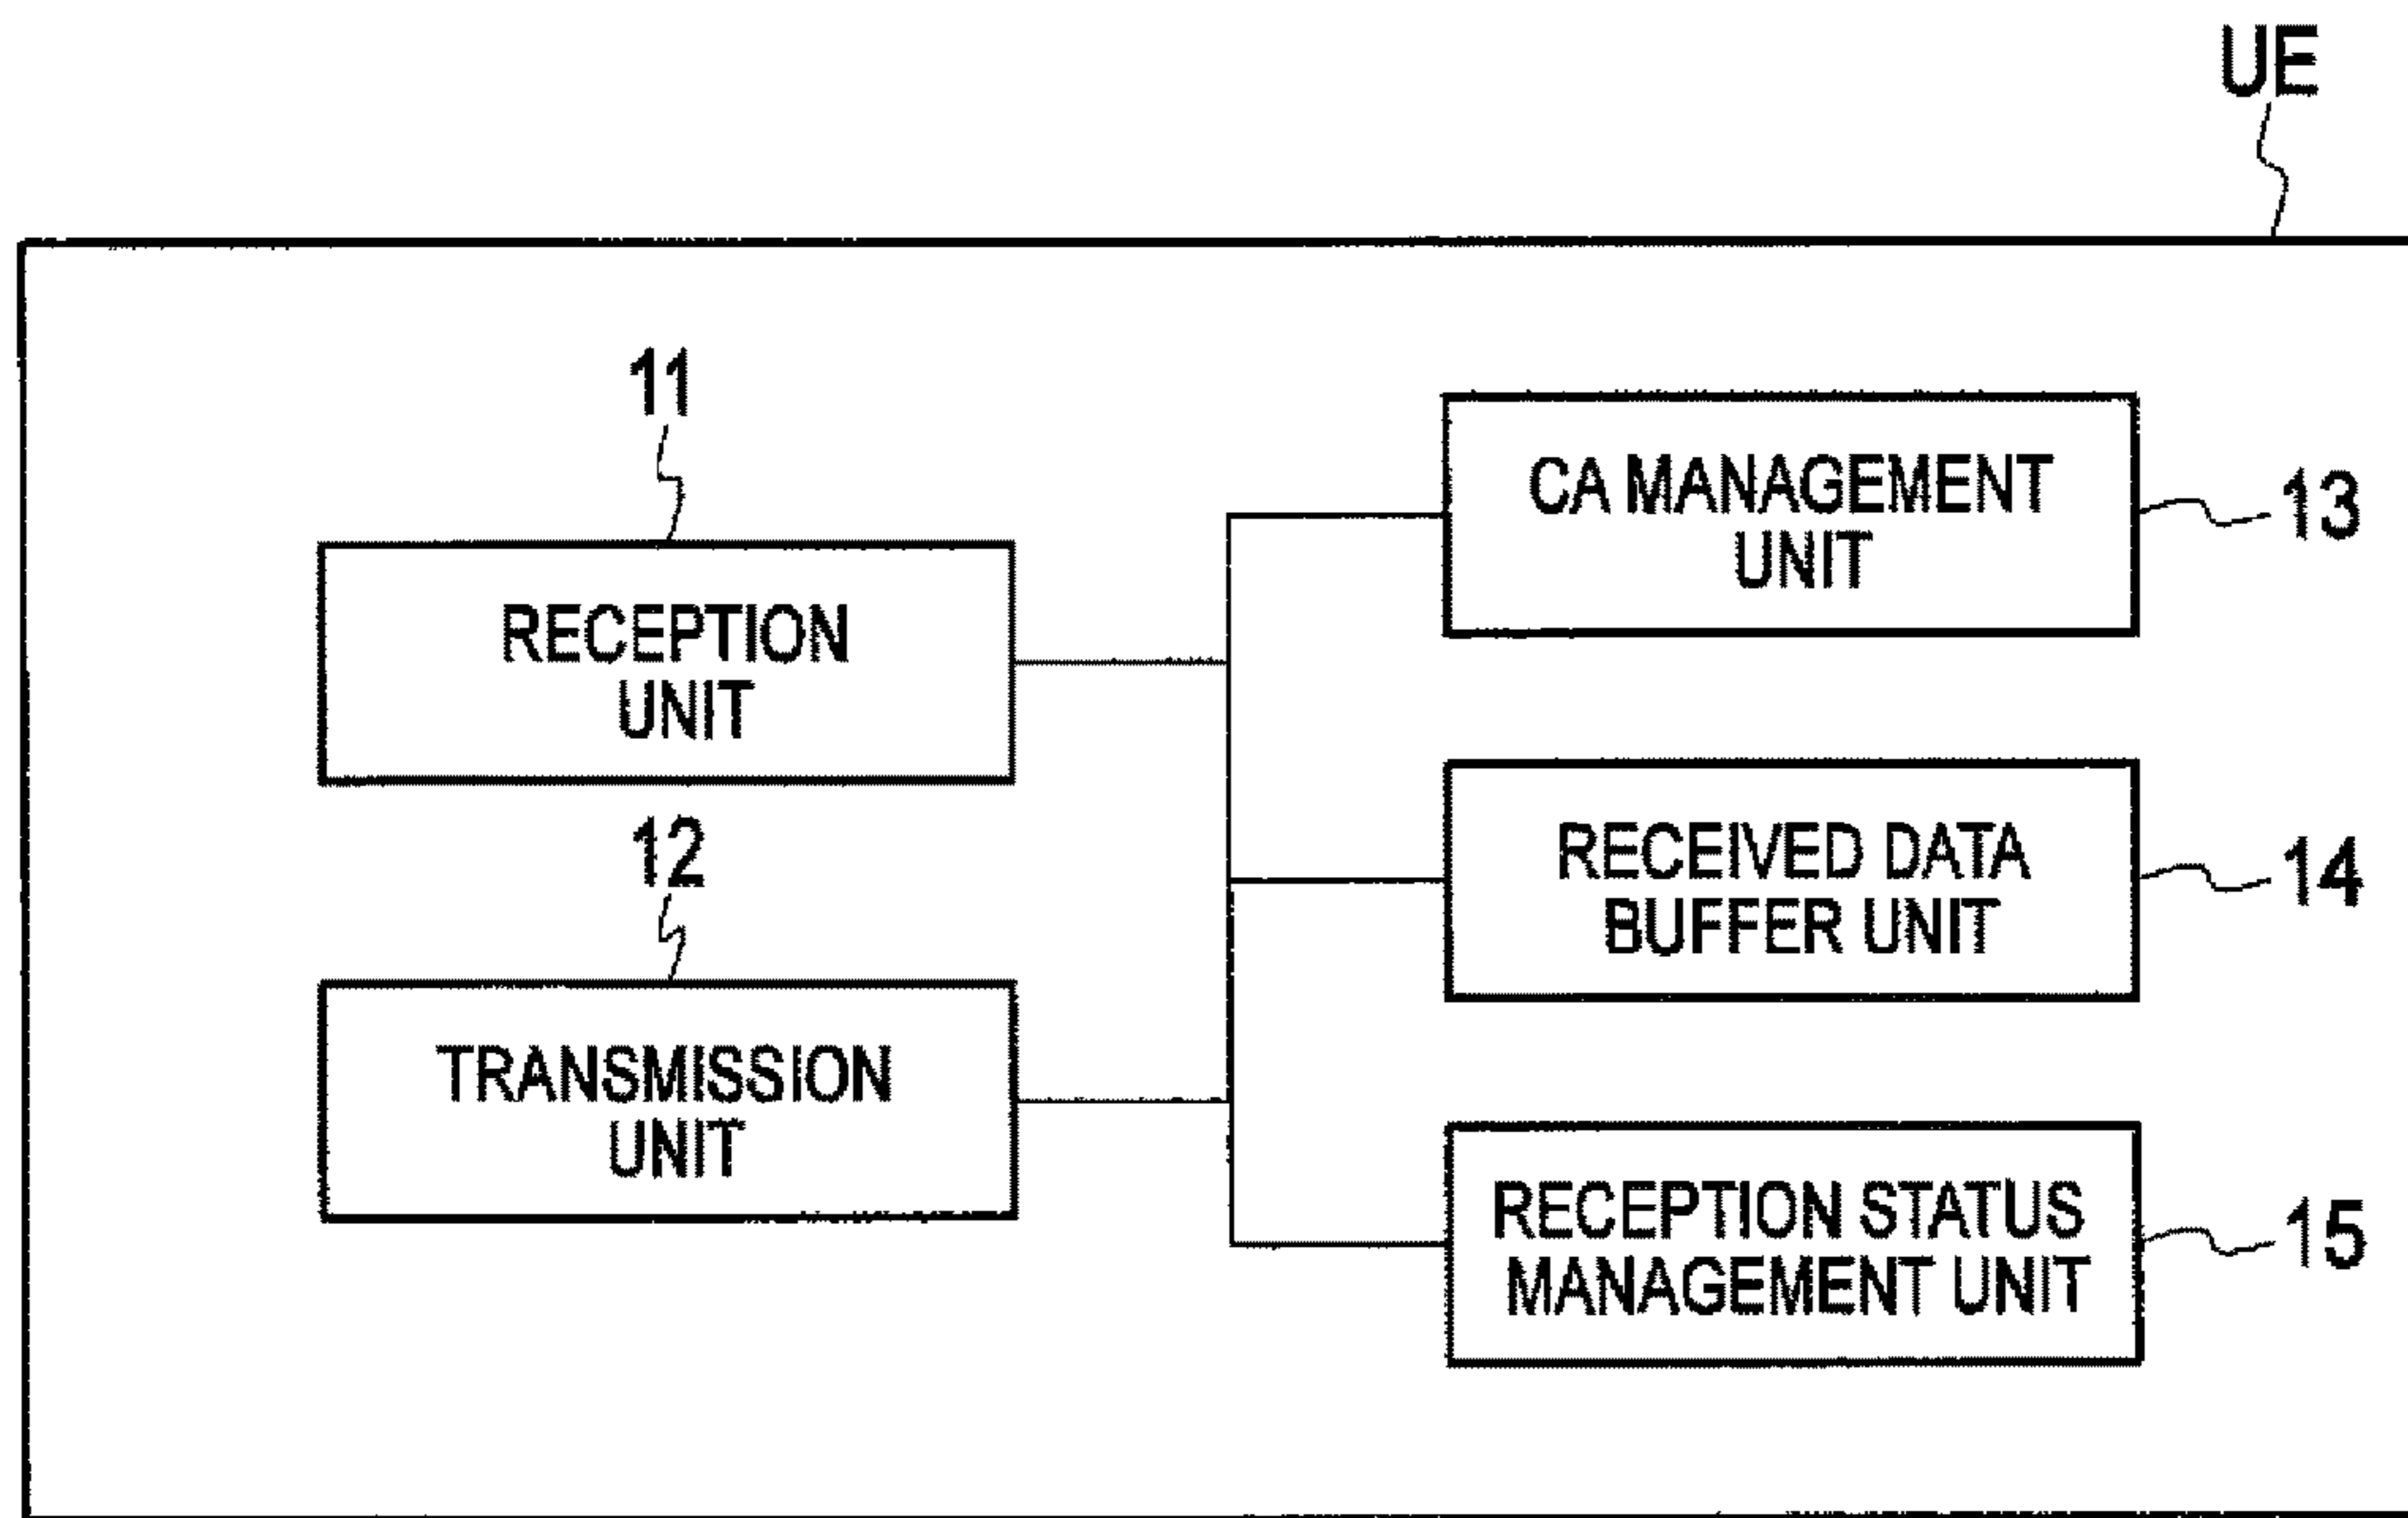 UE
11
RECEPTION
UNIT
12
TRANSMISSION
UNIT
CA MANAGEMENT
UNIT
13
RECEIVED DATA
BUFFER UNIT
14
RECEPTION STATUS
MANAGEMENT UNIT
15